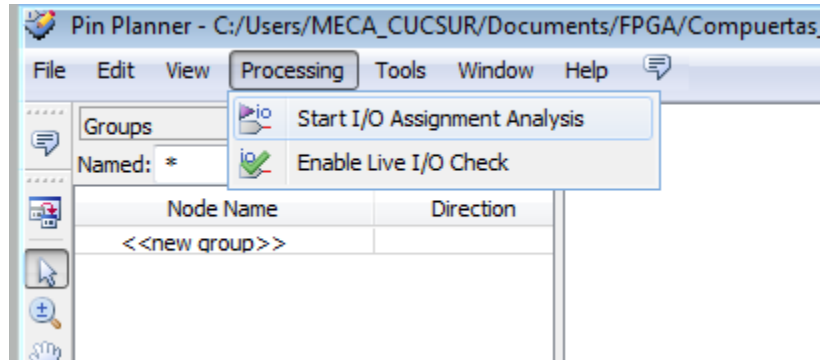 Pin Planner - C:/Users/MECA_CUCSUR/Documents/FPGA/Compuertas_
File Edit View Processing Tools Window Help
Start I/O Assignment Analysis
Enable Live I/O Check
Groups
Named: *
Node Name Direction
<<new group>>